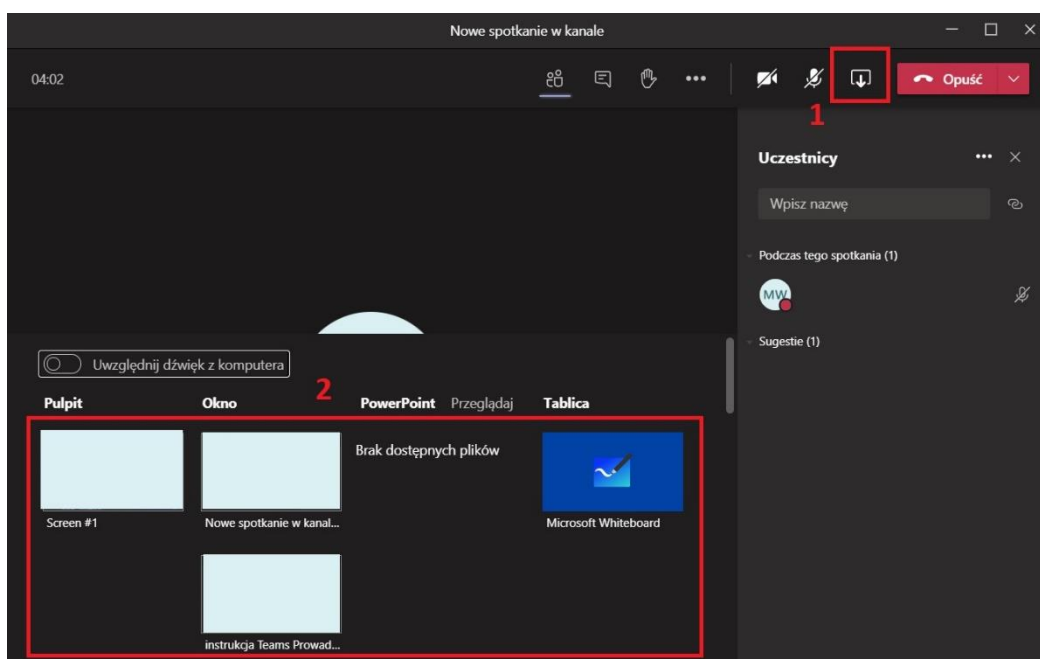 Nowe spotkanie w kanale
04:02
Opuść
1
Uczestnicy
Wpisz nazwę
Podczas tego spotkania (1)
MW
Sugestie (1)
Uwzględnij dźwięk z komputera
2
Pulpit Okno PowerPoint Przeglądaj Tablica
Brak dostępnych plików
Screen #1 Nowe spotkanie w kanal... Microsoft Whiteboard
instrukcja Teams Prowad...